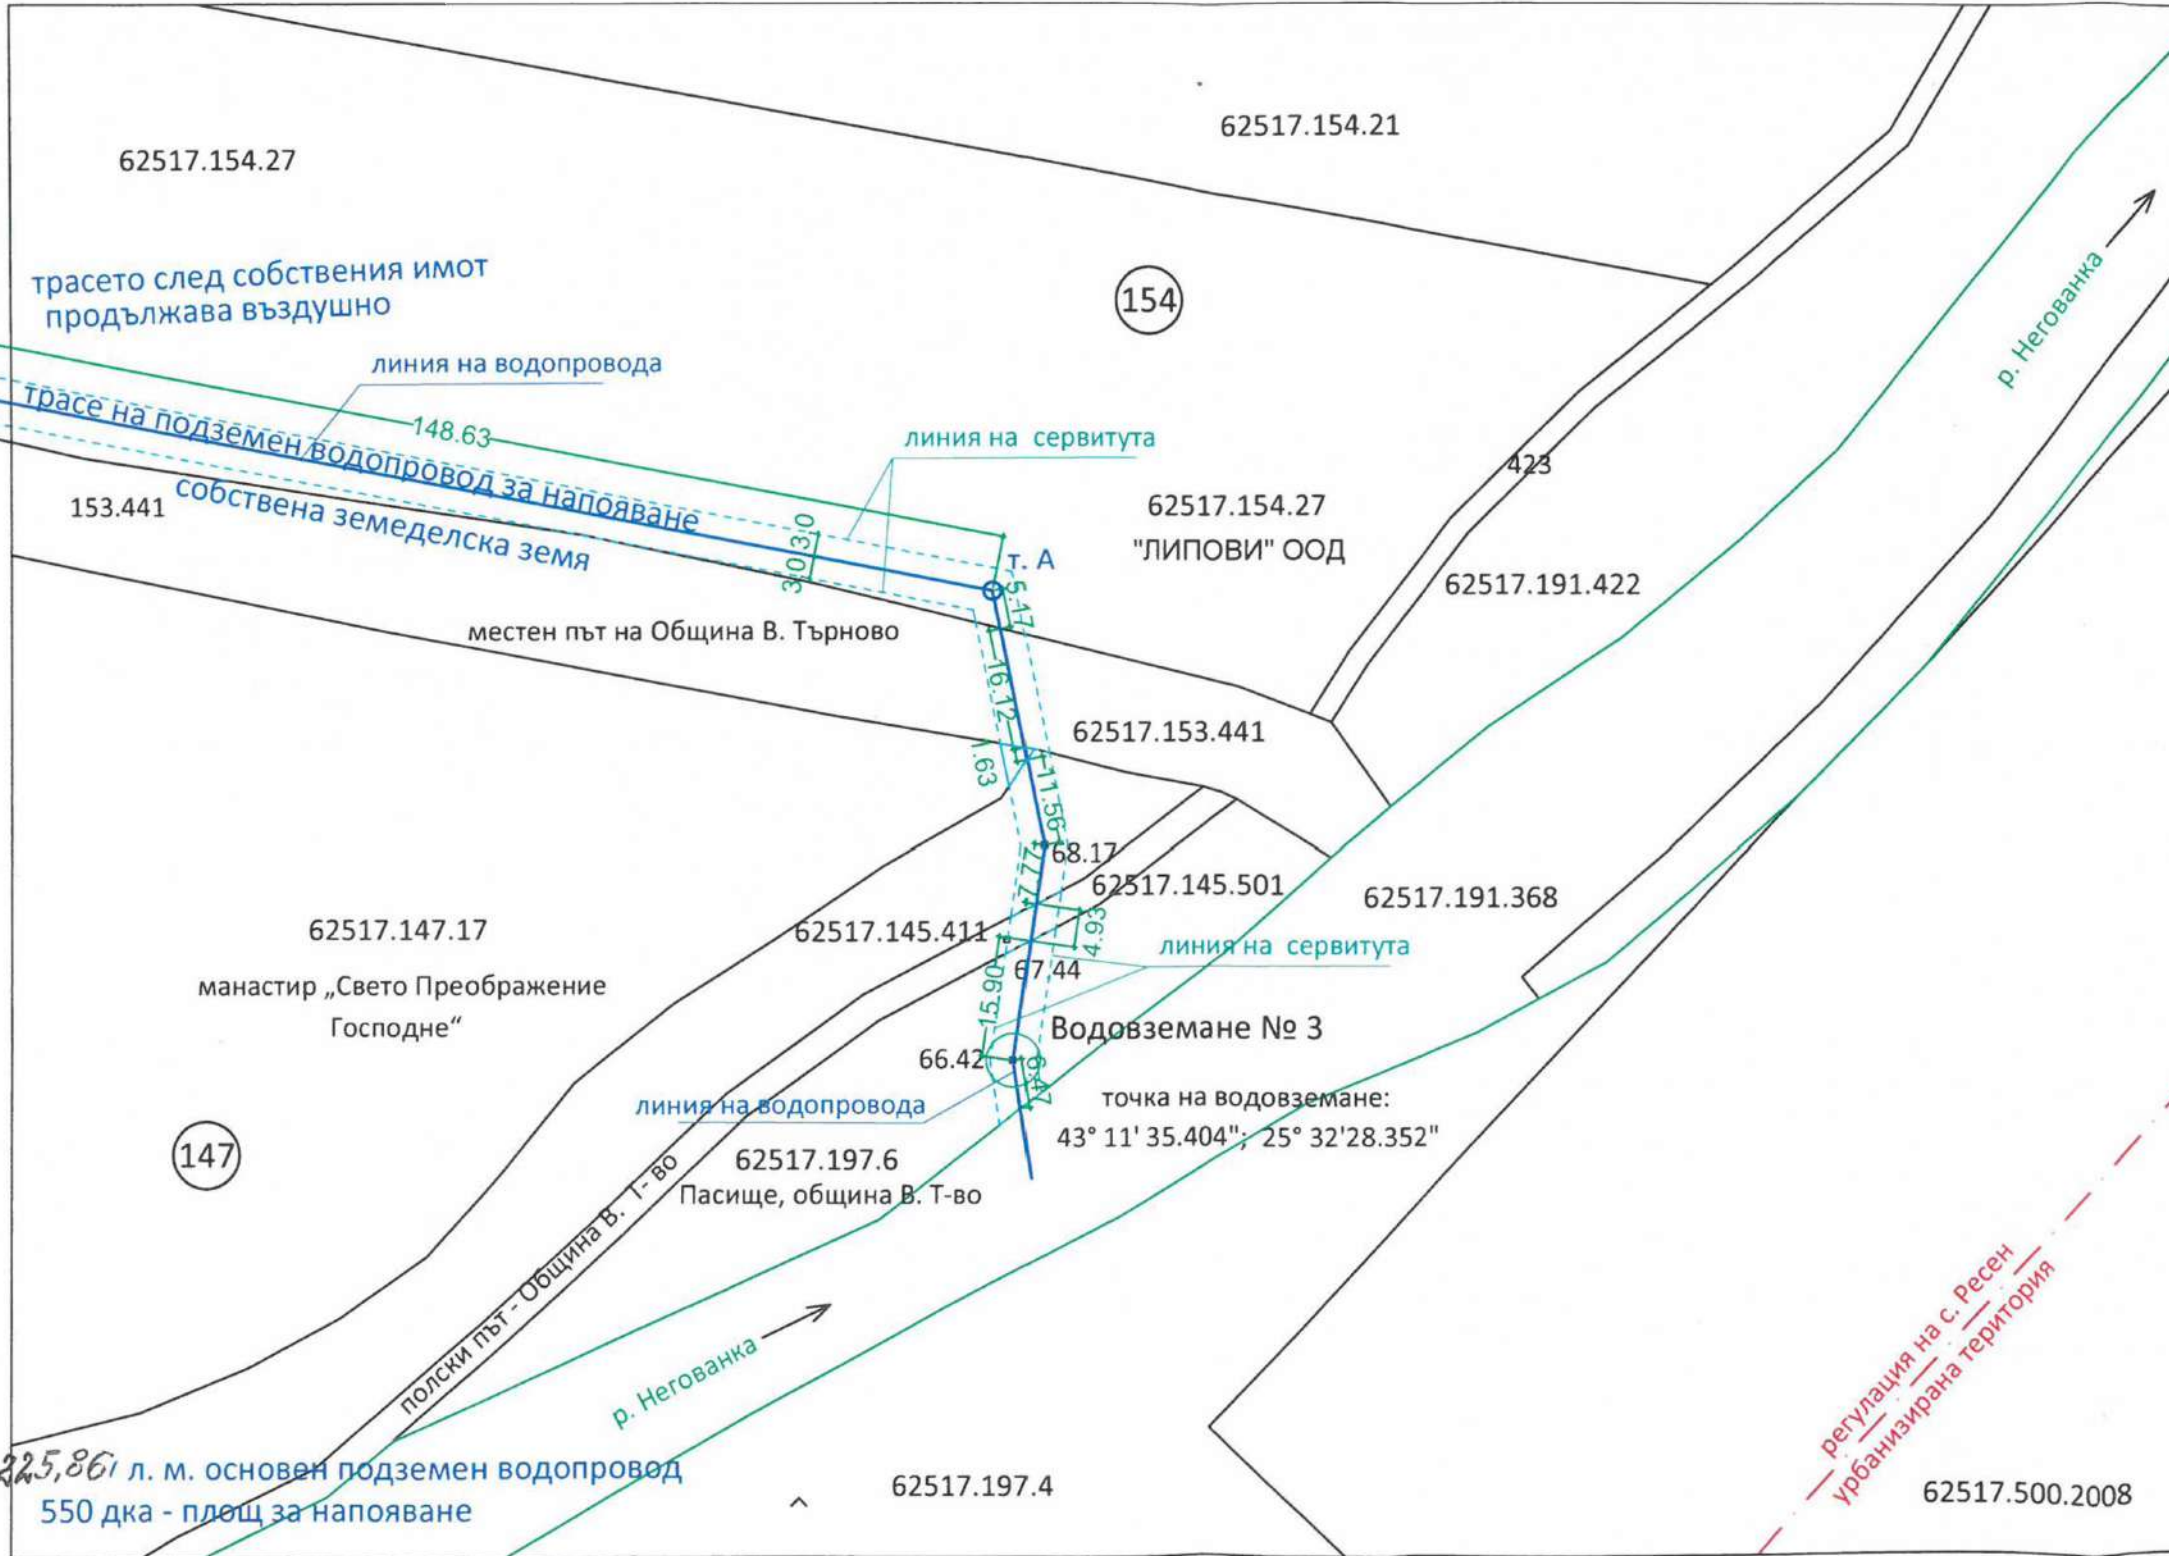 62517.154.21
62517.154.27
трасето след собствения имот
продължава въздушно
154
р. Негованка
линия на водопровода
148.63
трасе на подземен водопровод за напояване
собствена земеделска земя
153.441
линия на сервитута
423
62517.154.27
"ЛИПОВИ" ООД
3.0
3.0
т. А
5.17
62517.191.422
местен път на Община В. Търново
16.12
62517.153.441
1.63
11.56
68.17
7.77
62517.145.501
62517.191.368
62517.147.17
62517.145.411
4.93
линия на сервитута
67.44
манастир „Свето Преображение
Господне“
15.90
Водовземане № 3
66.42
6.47
линия на водопровода
точка на водовземане:
43° 11' 35.404"; 25° 32'28.352"
147
62517.197.6
Пасище, община В. Т-во
полски път - Община В. Т- во
р. Негованка
регулация на с. Ресен
урбанизирана територия
225,86 л. м. основен подземен водопровод
550 дка - площ за напояване
62517.197.4
62517.500.2008